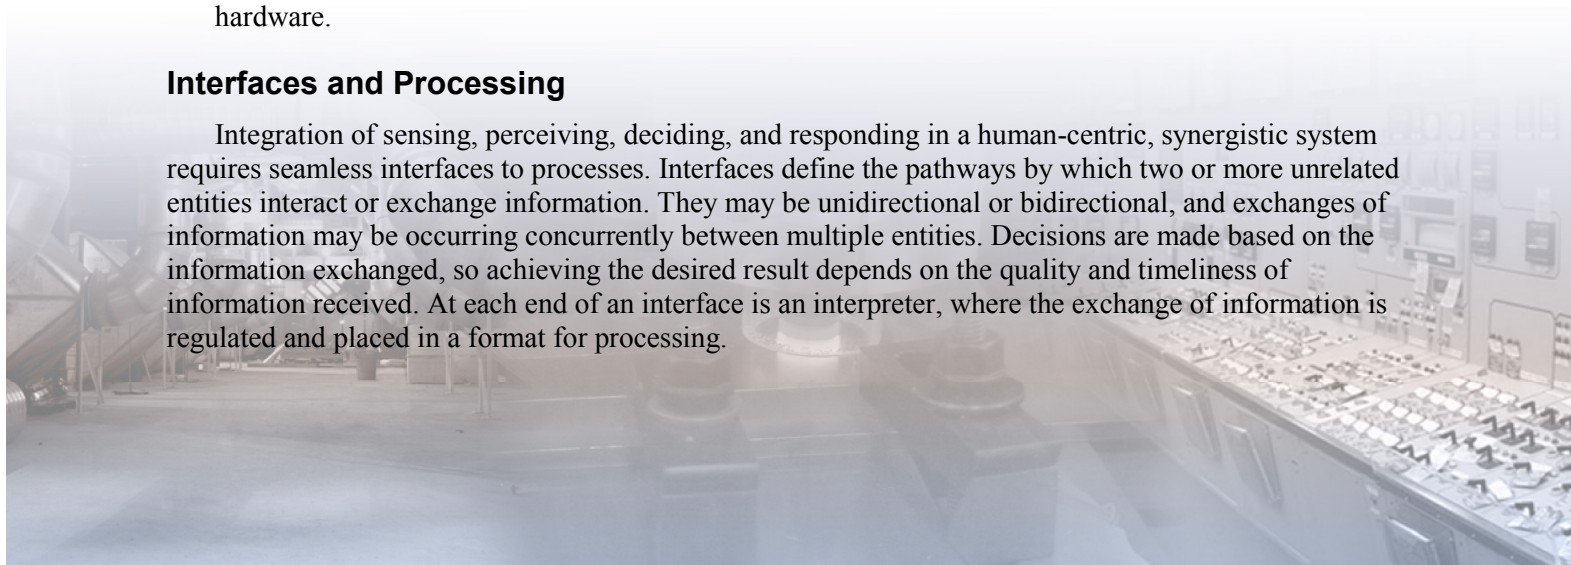 hardware.
Interfaces and Processing
Integration of sensing, perceiving, deciding, and responding in a human-centric, synergistic system
requires seamless interfaces to processes. Interfaces define the pathways by which two or more unrelated
entities interact or exchange information. They may be unidirectional or bidirectional, and exchanges of
information may be occurring concurrently between multiple entities. Decisions are made based on the
information exchanged, so achieving the desired result depends on the quality and timeliness of
information received. At each end of an interface is an interpreter, where the exchange of information is
regulated and placed in a format for processing.